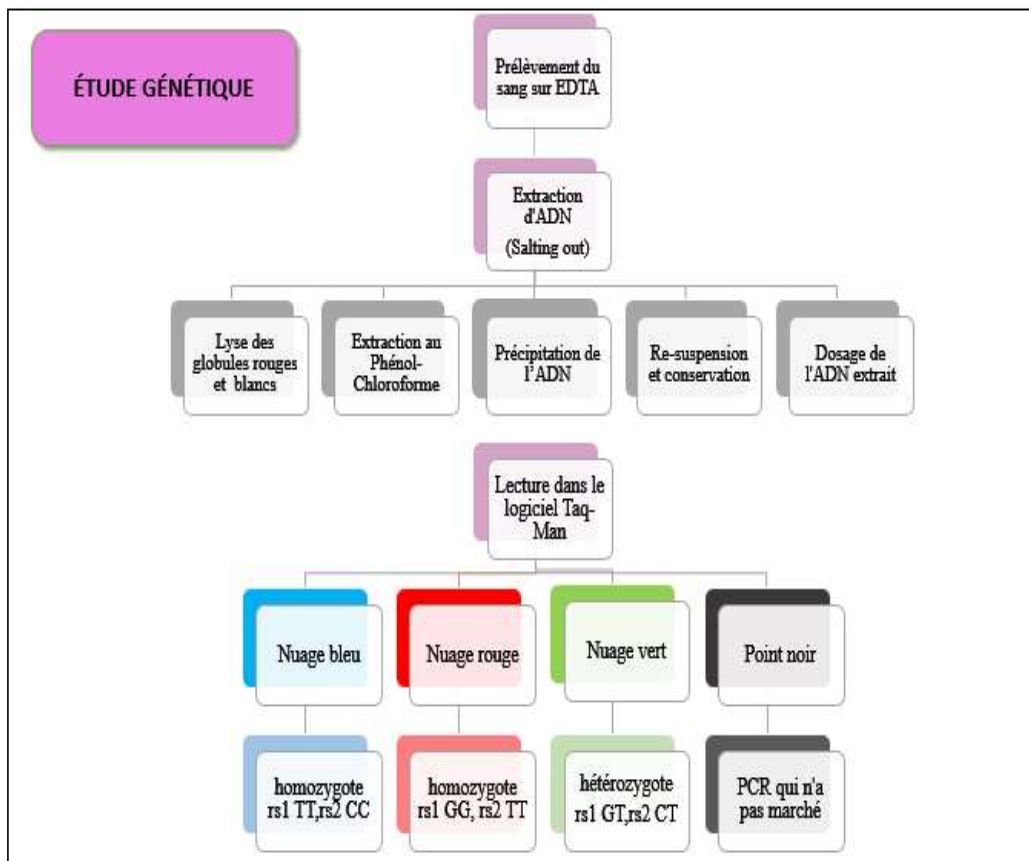 ÉTUDE GÉNÉTIQUE
Prélèvement du
sang sur EDTA
Extraction
d'ADN
(Salting out)
Lyse des
globules rouges
et blancs
Extraction au
Phénol-
Chloroforme
Précipitation de
l'ADN
Re-suspension
et conservation
Dosage de
l'ADN extrait
Lecture dans le
logiciel Taq-
Man
Nuage bleu
Nuage rouge
Nuage vert
Point noir
homozygote
rs1 TT,rs2 CC
homozygote
rs1 GG, rs2 TT
hétérozygote
rs1 GT,rs2 CT
PCR qui n'a
pas marché